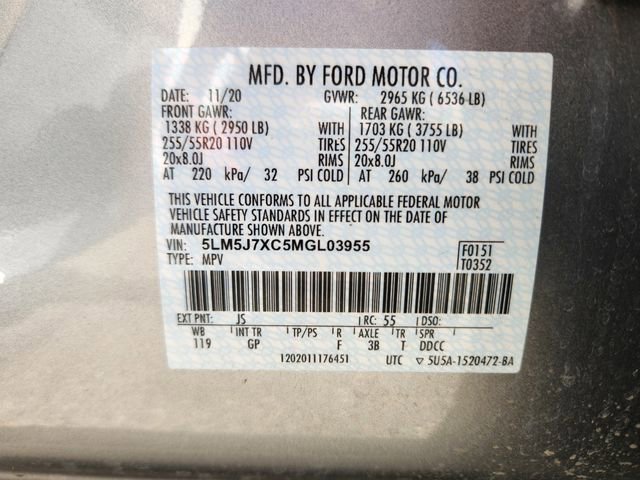 MFD. BY FORD MOTOR CO.
DATE: 11/20 GVWR: 2965 KG ( 6536 LB)
FRONT GAWR: REAR GAWR:
1338 KG ( 2950 LB) WITH 1703 KG ( 3755 LB) WITH
255/55R20 110V TIRES 255/55R20 110V TIRES
20x8.0J RIMS 20x8.0J RIMS
AT 220 kPa/ 32 PSI COLD AT 260 kPa/ 38 PSI COLD
THIS VEHICLE CONFORMS TO ALL APPLICABLE FEDERAL MOTOR
VEHICLE SAFETY STANDARDS IN EFFECT ON THE DATE OF
MANUFACTURE SHOWN ABOVE.
VIN: 5LM5J7XC5MGL03955 F0151
TYPE: MPV T0352
EXT PNT: JS RC: 55 DSO:
WB INT TR TP/PS R AXLE TR SPR
119 GP F 3B T DDCC
1202011176451 UTC 5U5A-1520472-BA